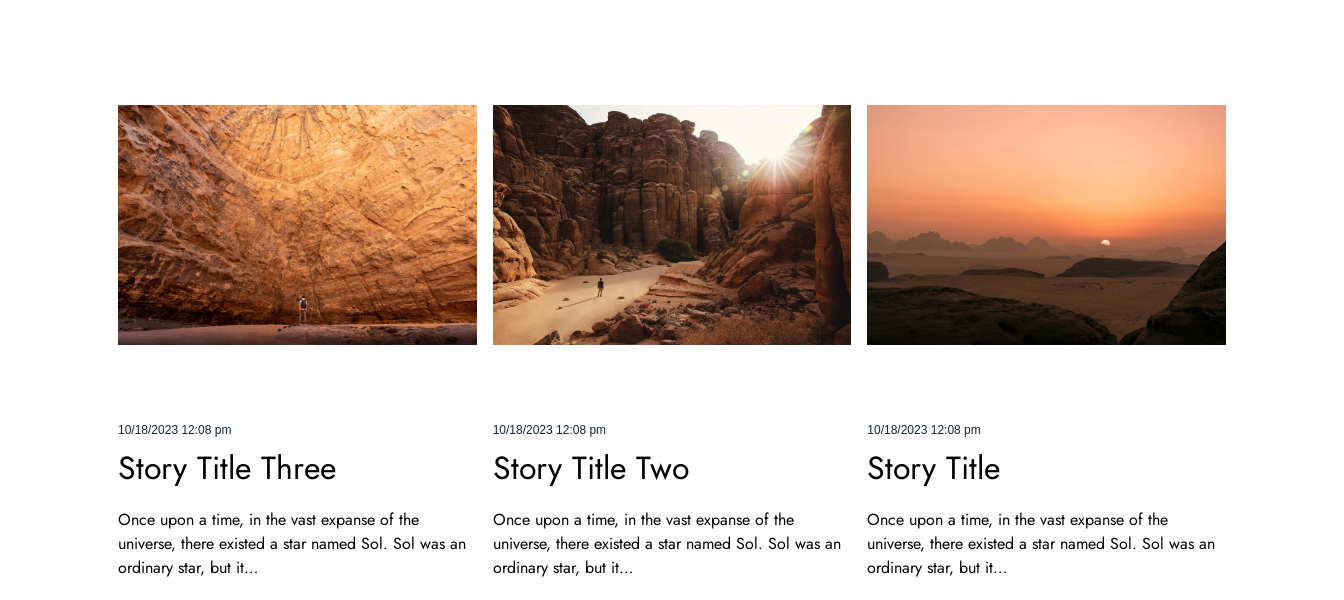 10/18/2023 12:08 pm
Story Title Three
Once upon a time, in the vast expanse of the
universe, there existed a star named Sol. Sol was an
ordinary star, but it...
10/18/2023 12:08 pm
Story Title Two
Once upon a time, in the vast expanse of the
universe, there existed a star named Sol. Sol was an
ordinary star, but it...
10/18/2023 12:08 pm
Story Title
Once upon a time, in the vast expanse of the
universe, there existed a star named Sol. Sol was an
ordinary star, but it...